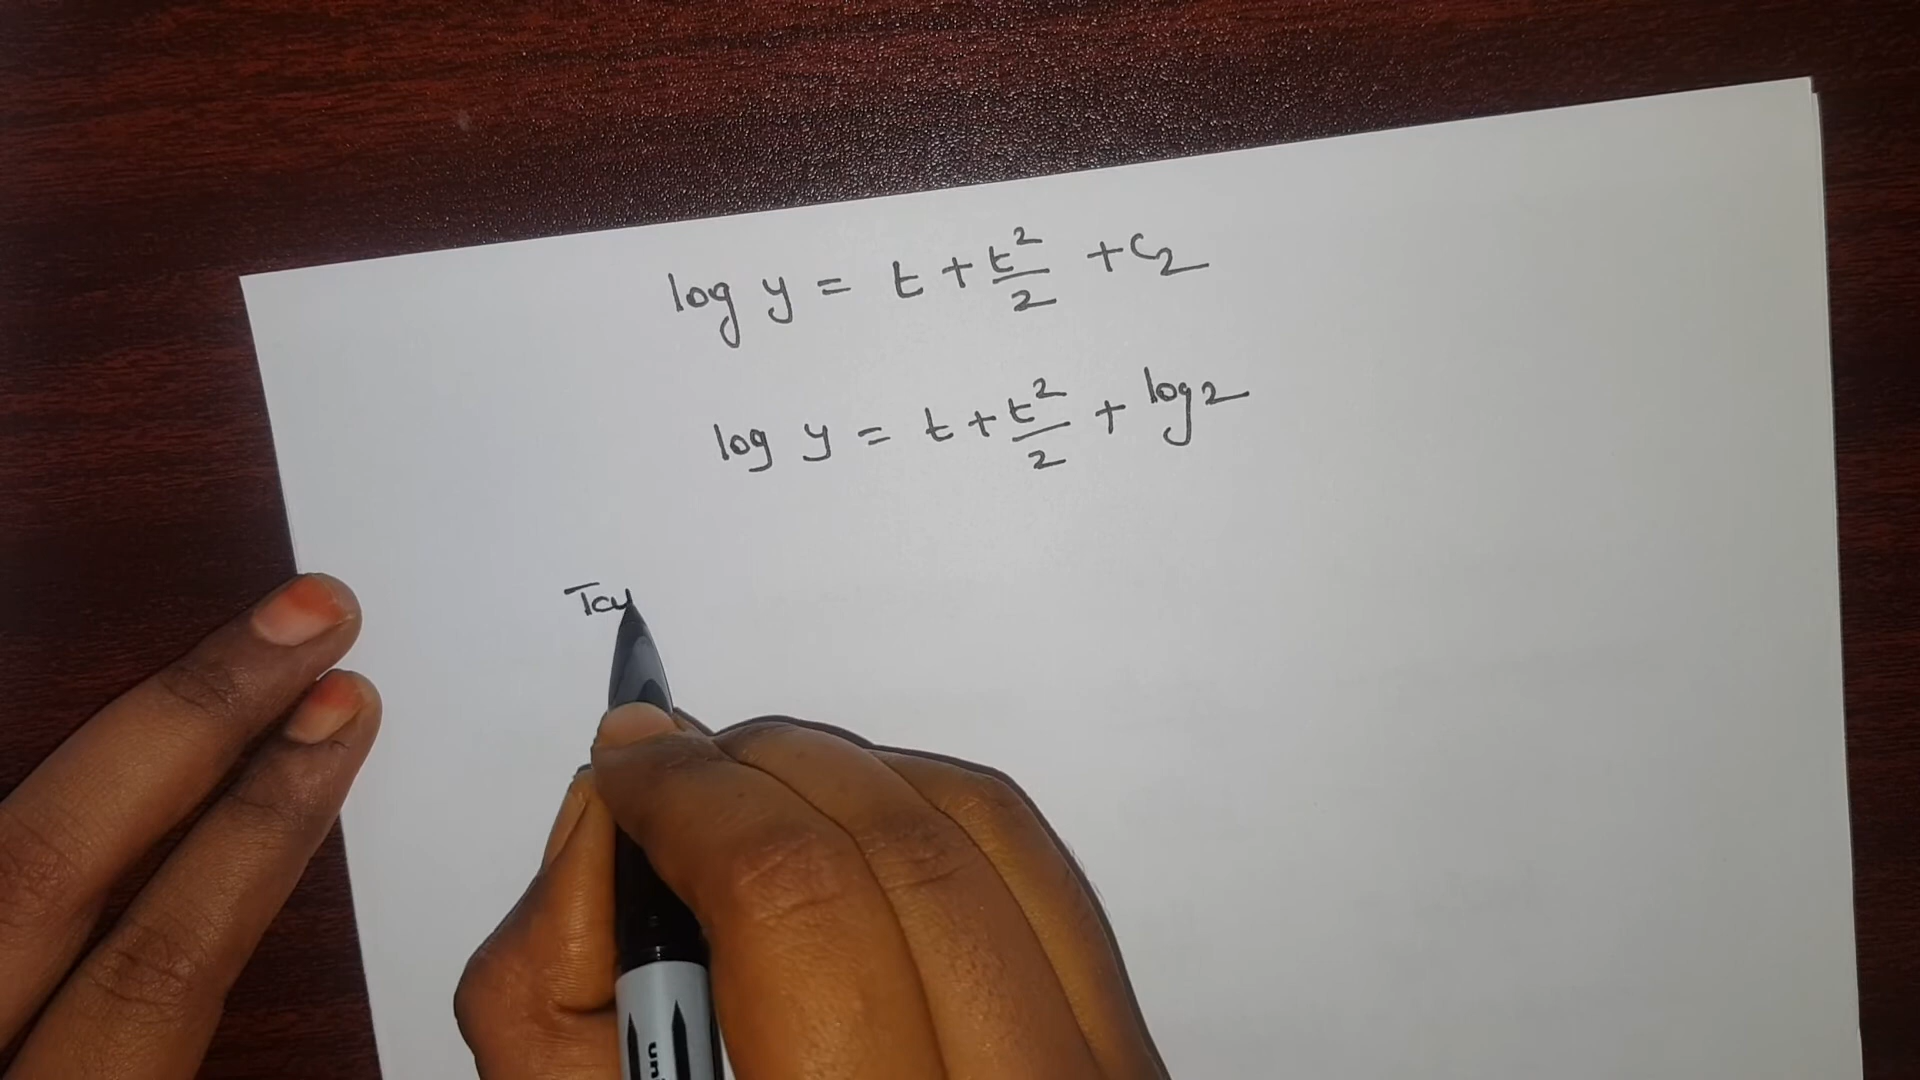 log y = t + t²/2 + c₂
log y = t + t²/2 + log 2